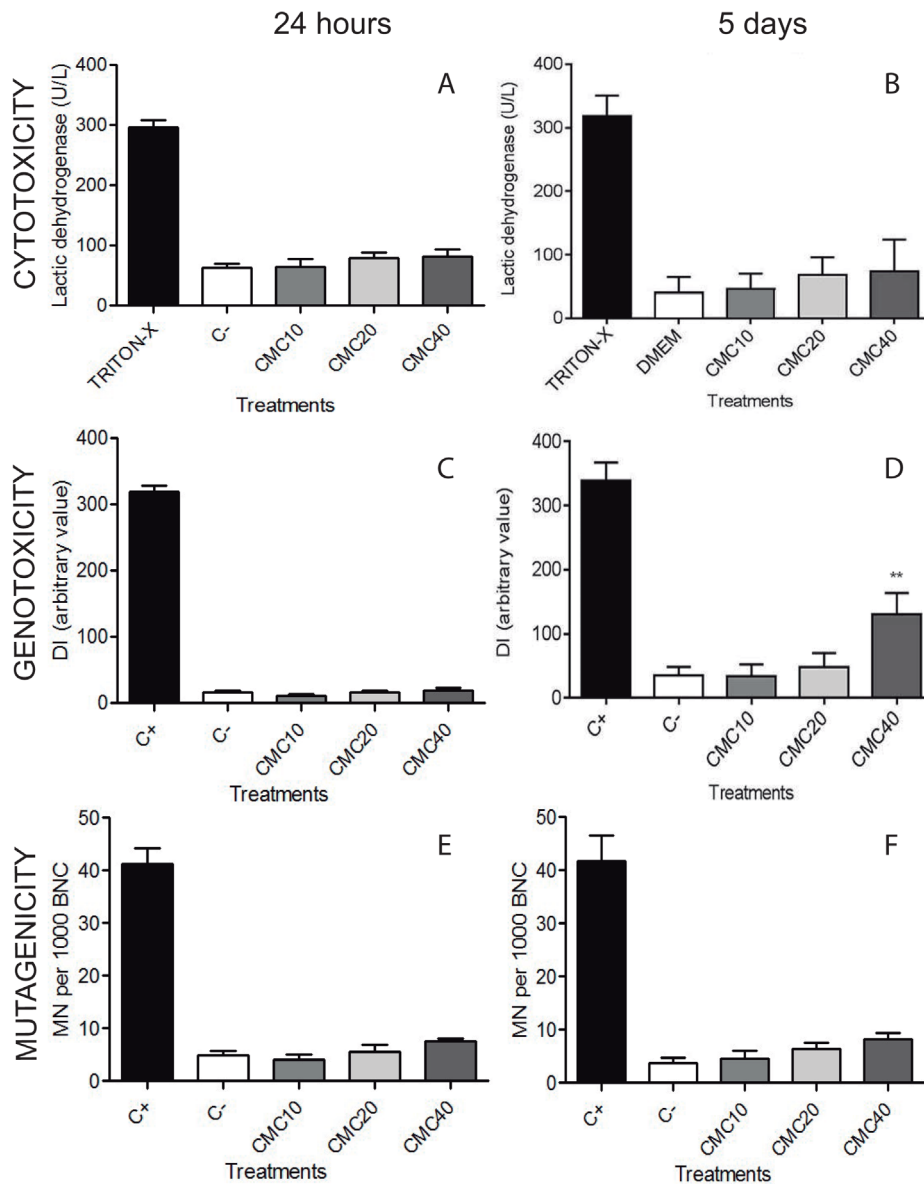 24 hours
5 days
CYTOTOXICITY
Lactic dehydrogenase (U/L)
400
300
200
100
0
A
TRITON-X
C-
CMC10
CMC20
CMC40
Treatments
Lactic dehydrogenase (U/L)
400
300
200
100
0
B
TRITON-X
DMEM
CMC10
CMC20
CMC40
Treatments
GENOTOXICITY
DI (arbitrary value)
400
300
200
100
0
C
C+
C-
CMC10
CMC20
CMC40
Treatments
DI (arbitrary value)
400
300
200
100
0
D
**
C+
C-
CMC10
CMC20
CMC40
Treatments
MUTAGENICITY
MN per 1000 BNC
50
40
30
20
10
0
E
C+
C-
CMC10
CMC20
CMC40
Treatments
MN per 1000 BNC
50
40
30
20
10
0
F
C+
C-
CMC10
CMC20
CMC40
Treatments